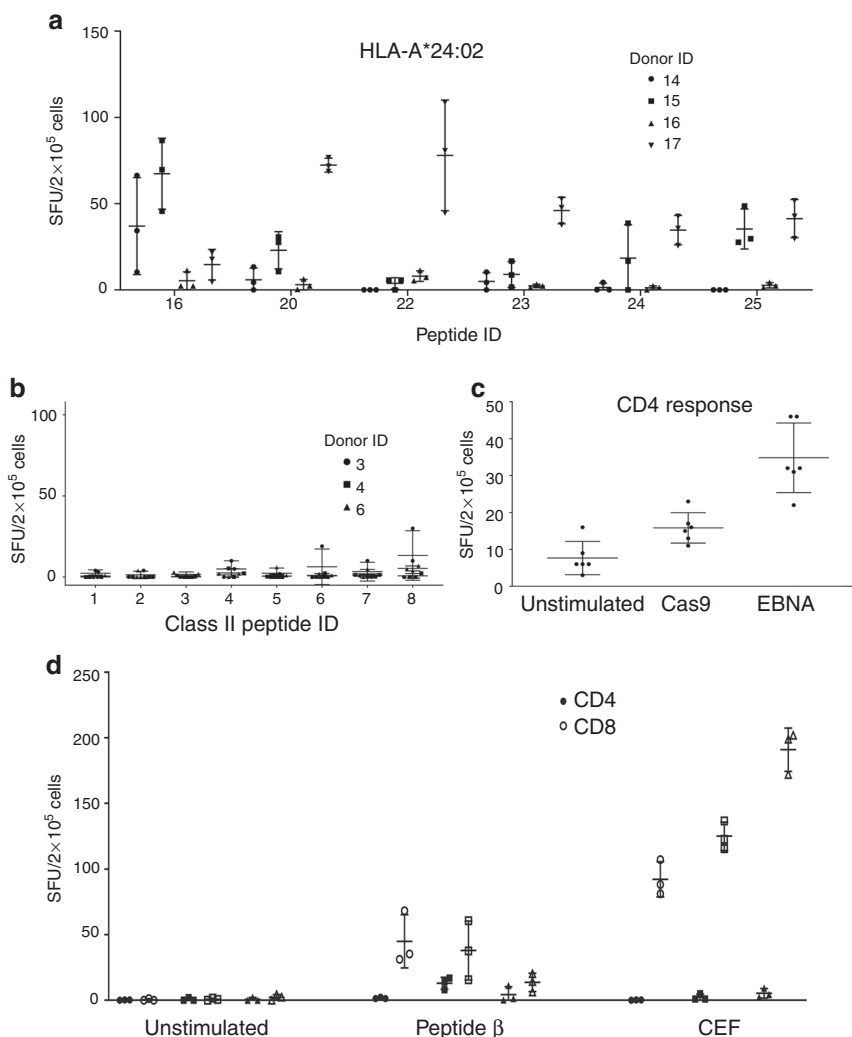 a
HLA-A*24:02
Donor ID
14
15
16
17
150
100
50
0
SFU/2×10⁵ cells
16 20 22 23 24 25
Peptide ID
b
100
50
0
SFU/2×10⁵ cells
Donor ID
3
4
6
1 2 3 4 5 6 7 8
Class II peptide ID
c
CD4 response
50
40
30
20
10
0
SFU/2×10⁵ cells
Unstimulated Cas9 EBNA
d
250
200
150
100
50
0
SFU/2×10⁵ cells
CD4
CD8
Unstimulated Peptide β CEF